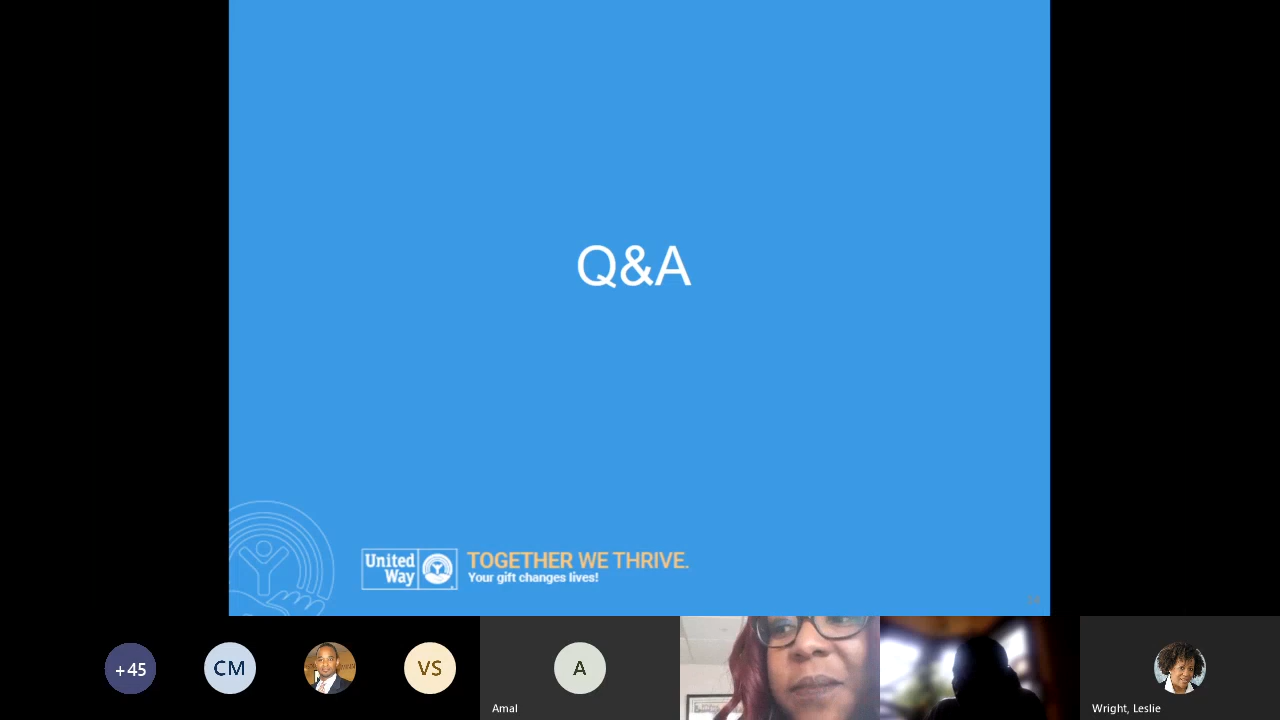 Q&A
United
Way
TOGETHER WE THRIVE.
Your gift changes lives!
+45
CM
VS
A
Amal
Wright, Leslie